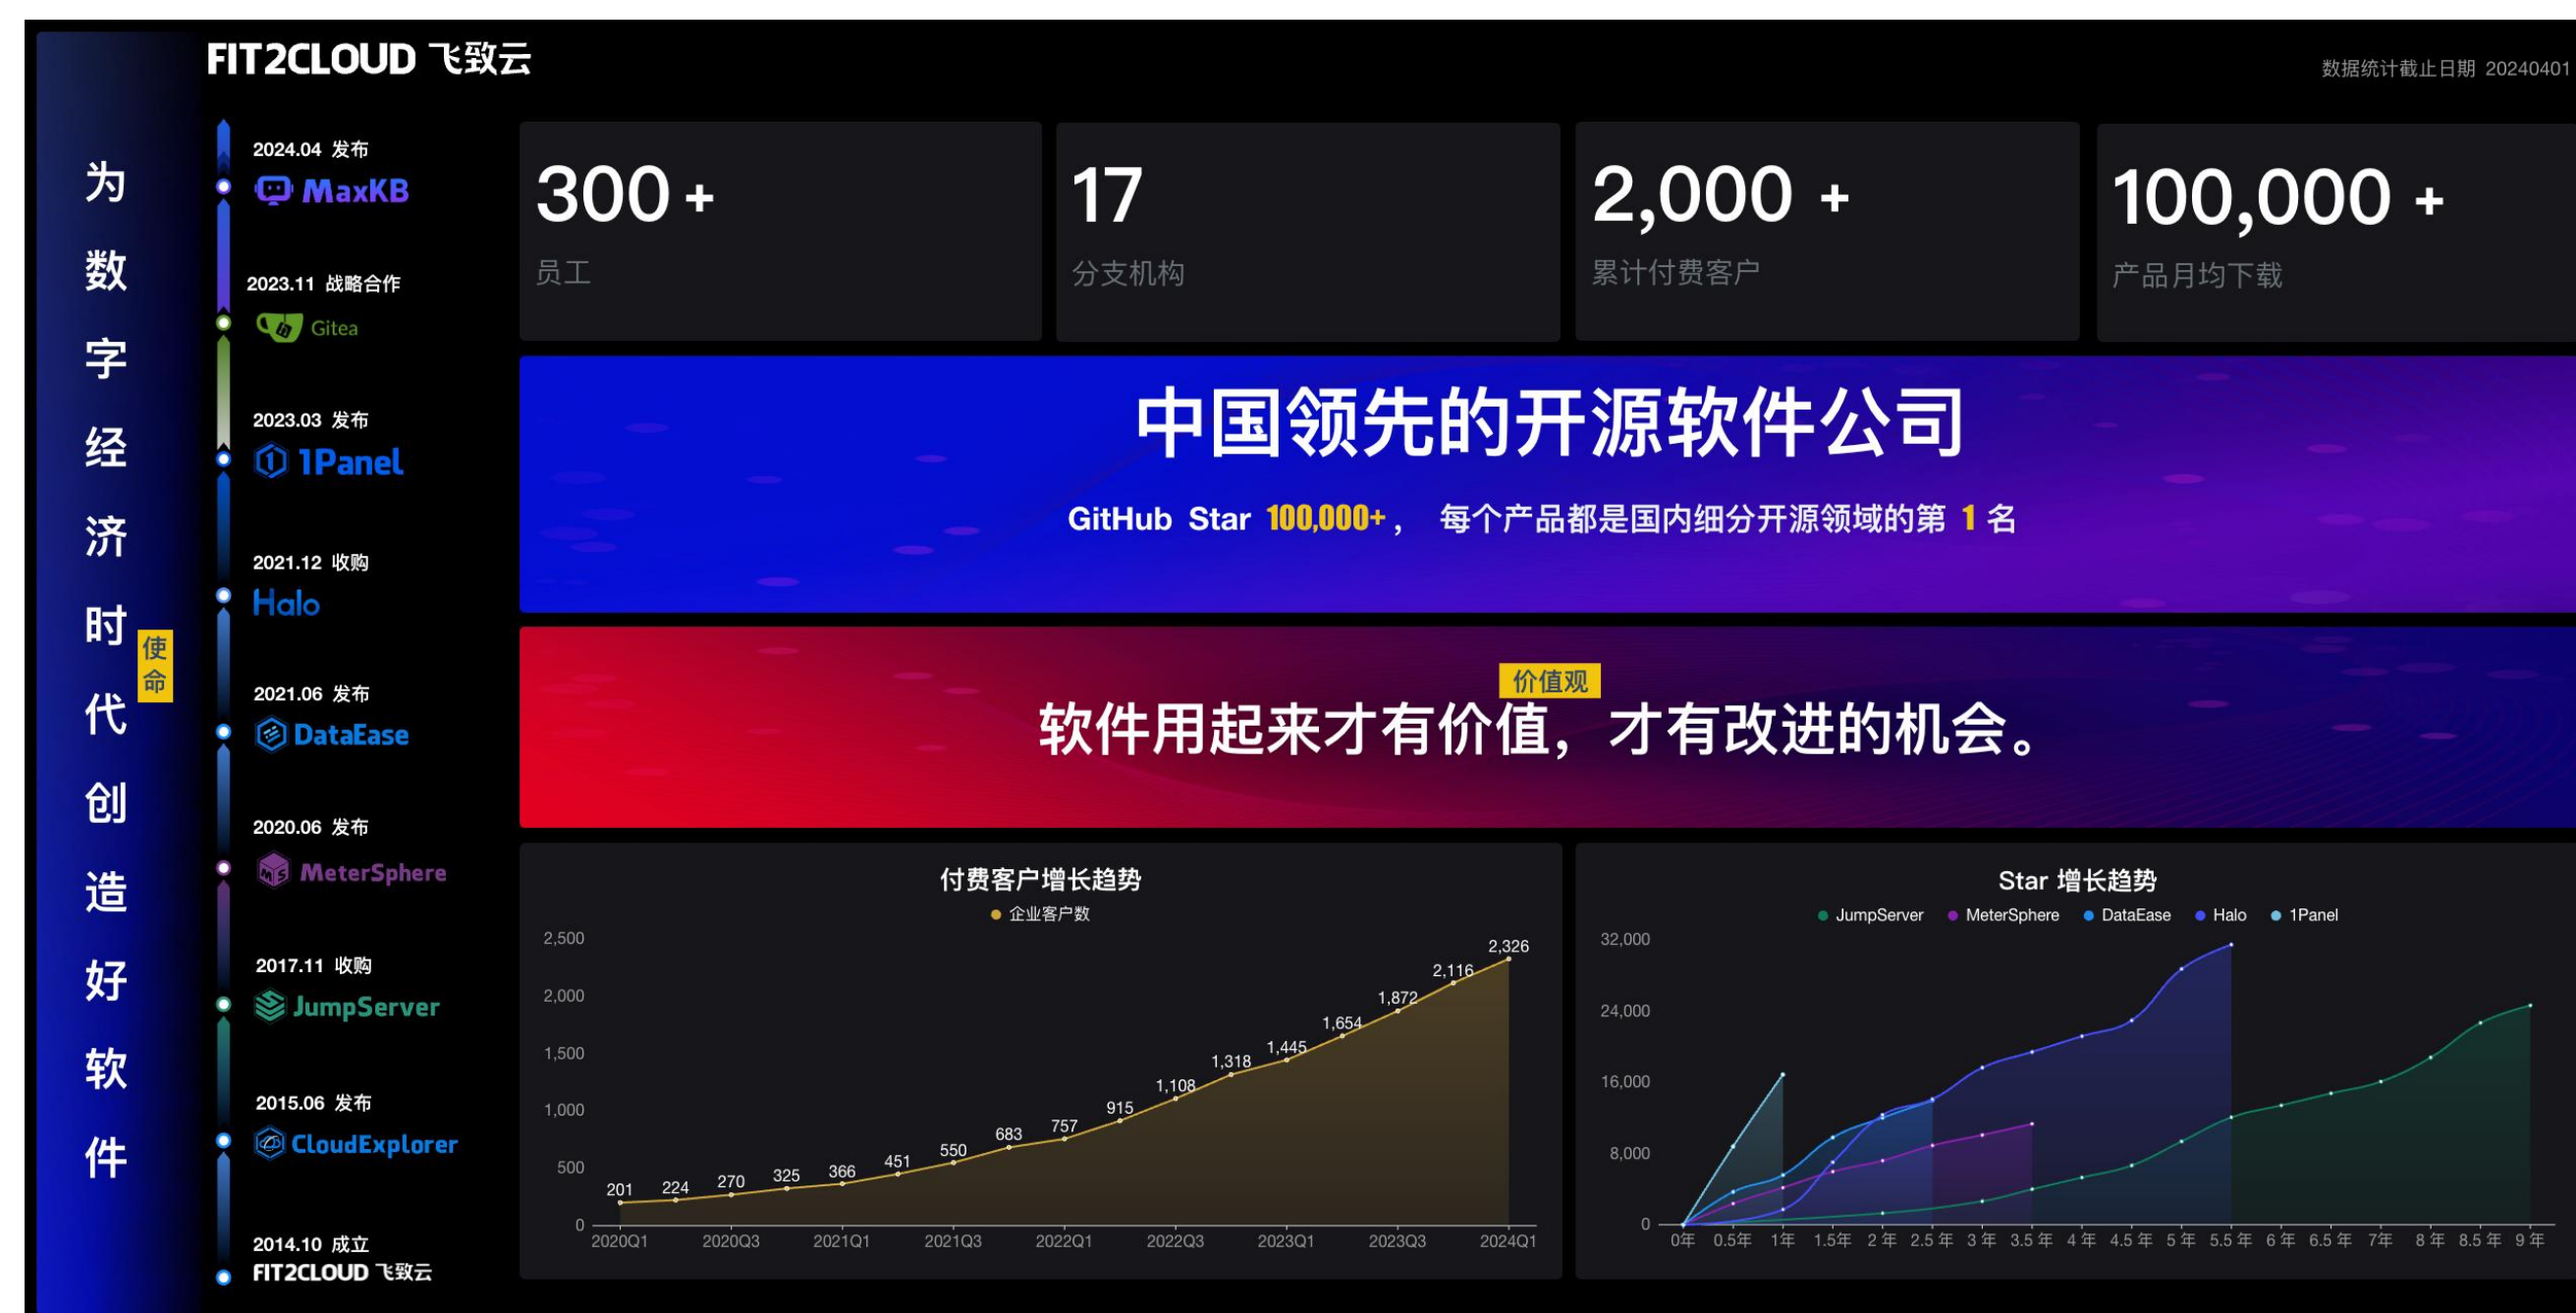 FIT2CLOUD 飞致云
数据统计截止日期 20240401
为数字经济时代创造好软件
使命
2024.04 发布
MaxKB
2023.11 战略合作
Gitea
2023.03 发布
1Panel
2021.12 收购
Halo
2021.06 发布
DataEase
2020.06 发布
MeterSphere
2017.11 收购
JumpServer
2015.06 发布
CloudExplorer
2014.10 成立
FIT2CLOUD 飞致云
300 +
员工
17
分支机构
2,000 +
累计付费客户
100,000 +
产品月均下载
中国领先的开源软件公司
GitHub Star 100,000+， 每个产品都是国内细分开源领域的第 1 名
价值观
软件用起来才有价值，才有改进的机会。
付费客户增长趋势
企业客户数
2,500
2,000
1,500
1,000
500
0
201 224 270 325 366 451 550 683 757 915 1,108 1,318 1,445 1,654 1,872 2,116 2,326
2020Q1 2020Q3 2021Q1 2021Q3 2022Q1 2022Q3 2023Q1 2023Q3 2024Q1
Star 增长趋势
JumpServer MeterSphere DataEase Halo 1Panel
32,000
24,000
16,000
8,000
0
0年 0.5年 1年 1.5年 2年 2.5年 3年 3.5年 4年 4.5年 5年 5.5年 6年 6.5年 7年 8年 8.5年 9年